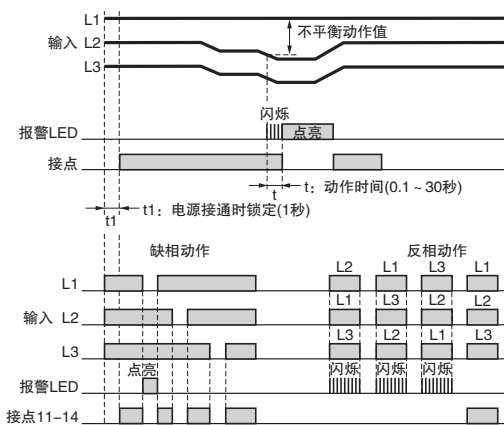 L1
输入 L2
L3
不平衡动作值
闪烁
报警LED
点亮
接点
t
t：动作时间(0.1～30秒)
t1
t1：电源接通时锁定(1秒)
缺相动作
反相动作
L1
L2 L1 L3 L1
输入 L2
L1 L3 L2 L2
L3
L3 L2 L1 L3
点亮
闪烁 闪烁 闪烁
报警LED
接点11-14